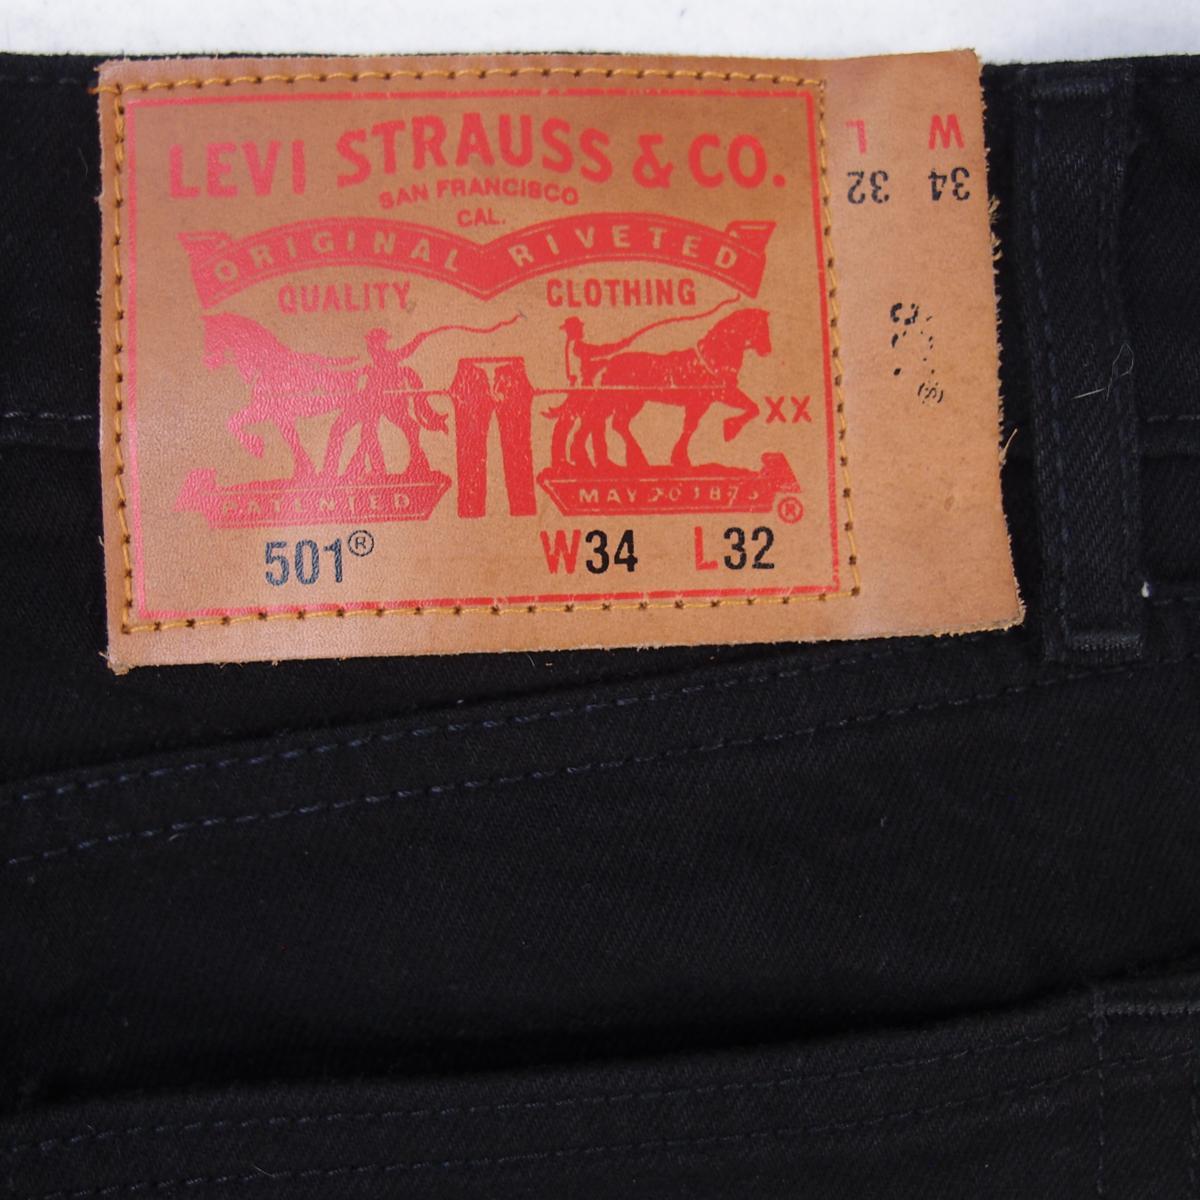 LEVI STRAUSS & CO.
SAN FRANCISCO
CAL.
ORIGINAL RIVETED
QUALITY CLOTHING
XX
PATENTED MAY 20 1873
®
501® W34 L32
W L
34 32